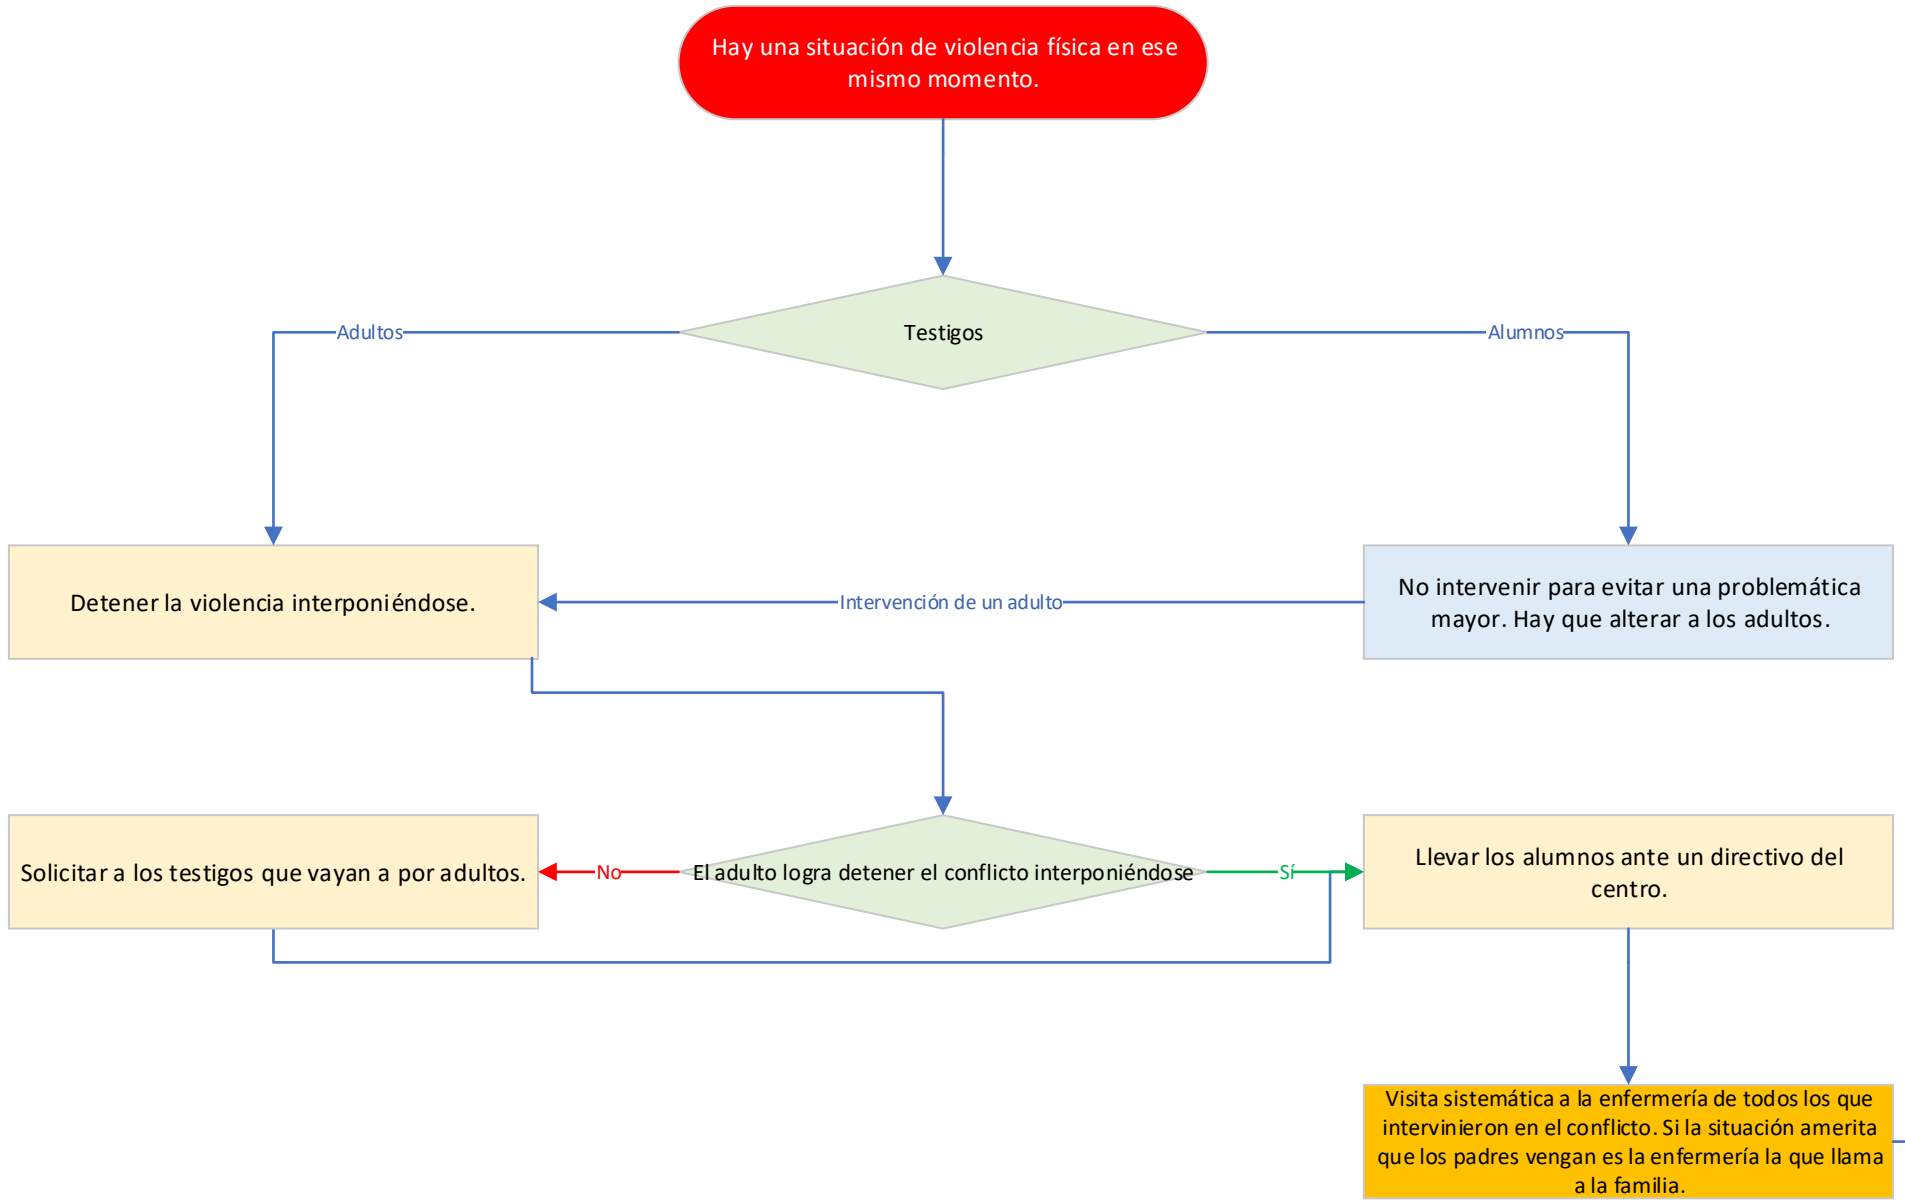 Hay una situación de violencia física en ese
mismo momento.
Testigos
Adultos
Alumnos
Detener la violencia interponiéndose.
Intervención de un adulto
No intervenir para evitar una problemática
mayor. Hay que alterar a los adultos.
Solicitar a los testigos que vayan a por adultos.
No
El adulto logra detener el conflicto interponiéndose
Sí
Llevar los alumnos ante un directivo del
centro.
Visita sistemática a la enfermería de todos los que
intervinieron en el conflicto. Si la situación amerita
que los padres vengan es la enfermería la que llama
a la familia.